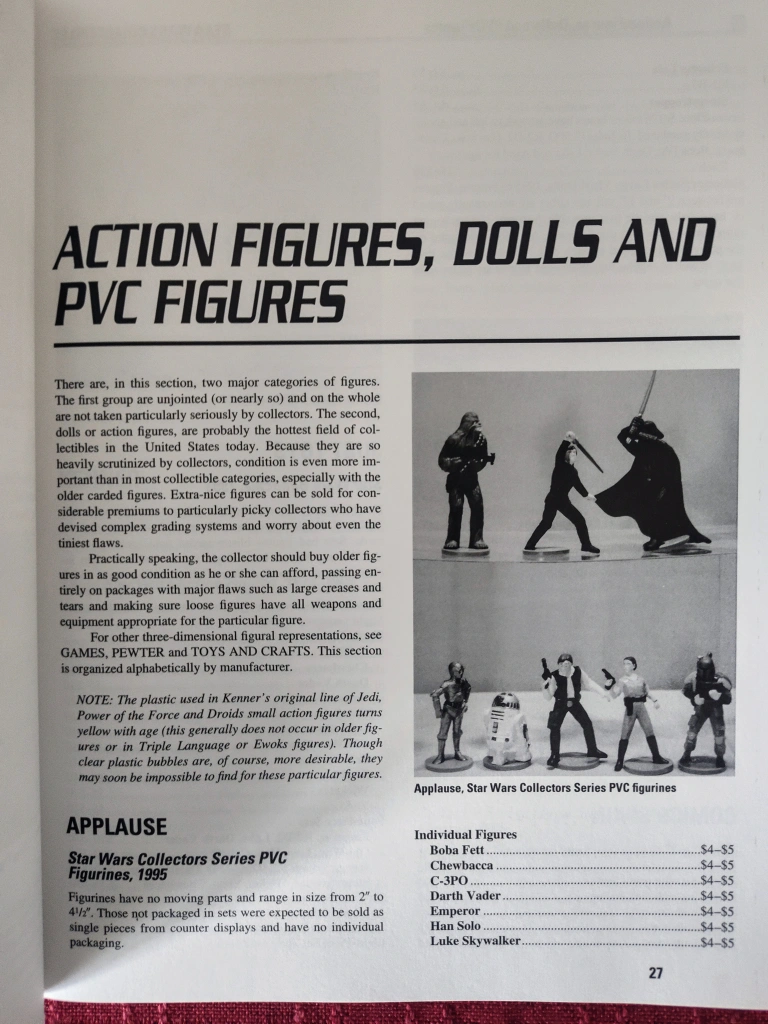 ACTION FIGURES, DOLLS AND
PVC FIGURES
There are, in this section, two major categories of figures.
The first group are unjointed (or nearly so) and on the whole
are not taken particularly seriously by collectors. The second,
dolls or action figures, are probably the hottest field of col-
lectibles in the United States today. Because they are so
heavily scrutinized by collectors, condition is even more im-
portant than in most collectible categories, especially with the
older carded figures. Extra-nice figures can be sold for con-
siderable premiums to particularly picky collectors who have
devised complex grading systems and worry about even the
tiniest flaws.
Practically speaking, the collector should buy older fig-
ures in as good condition as he or she can afford, passing en-
tirely on packages with major flaws such as large creases and
tears and making sure loose figures have all weapons and
equipment appropriate for the particular figure.
For other three-dimensional figural representations, see
GAMES, PEWTER and TOYS AND CRAFTS. This section
is organized alphabetically by manufacturer.
NOTE: The plastic used in Kenner's original line of Jedi,
Power of the Force and Droids small action figures turns
yellow with age (this generally does not occur in older fig-
ures or in Triple Language or Ewoks figures). Though
clear plastic bubbles are, of course, more desirable, they
may soon be impossible to find for these particular figures.
APPLAUSE
Star Wars Collectors Series PVC
Figurines, 1995
Figurines have no moving parts and range in size from 2" to
4¹/₂". Those not packaged in sets were expected to be sold as
single pieces from counter displays and have no individual
packaging.
Applause, Star Wars Collectors Series PVC figurines
Individual Figures
Boba Fett..................................................$4–$5
Chewbacca................................................$4–$5
C-3PO......................................................$4–$5
Darth Vader...............................................$4–$5
Emperor...................................................$4–$5
Han Solo..................................................$4–$5
Luke Skywalker...........................................$4–$5
27